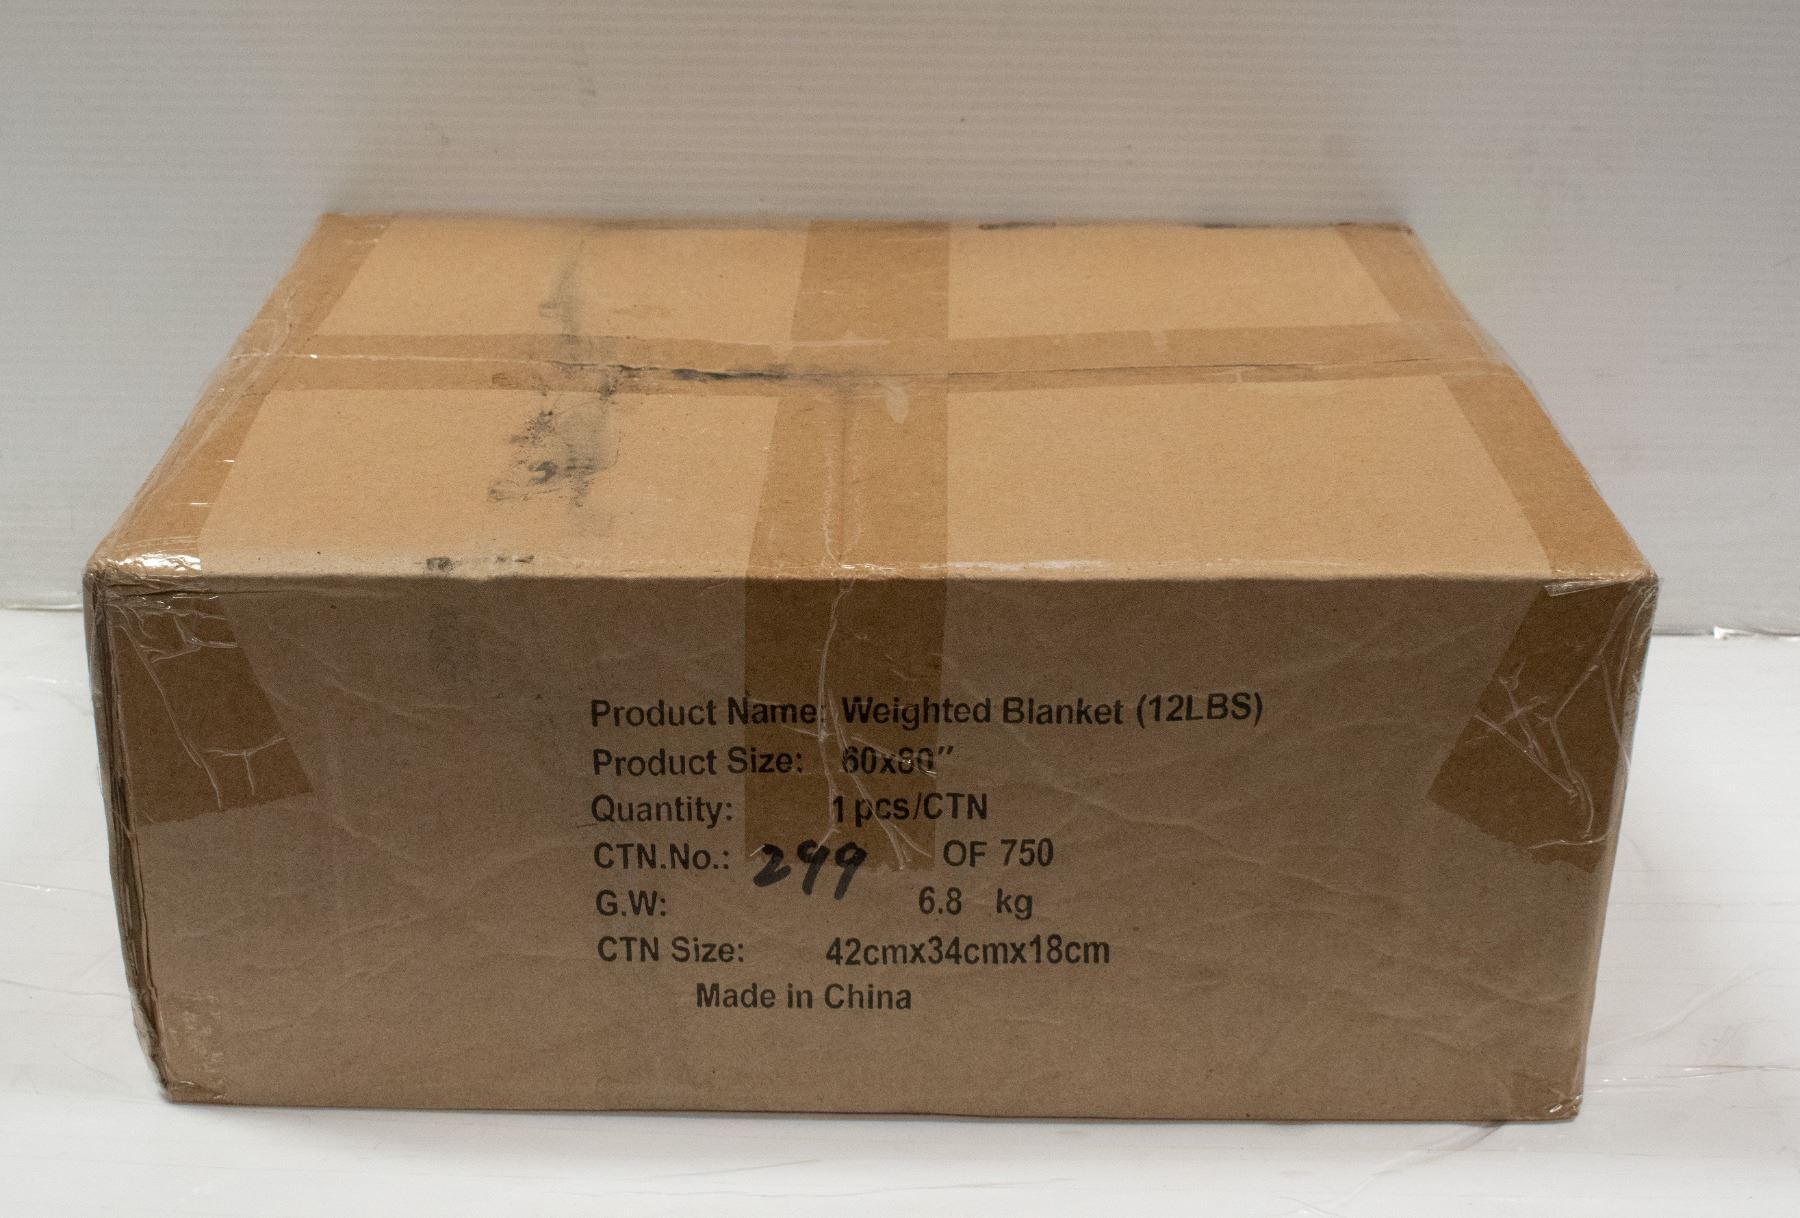 Product Name: Weighted Blanket (12LBS)
Product Size: 60x80″
Quantity: 1 pcs/CTN
CTN.No.: 299 OF 750
G.W: 6.8 kg
CTN Size: 42cmx34cmx18cm
Made in China